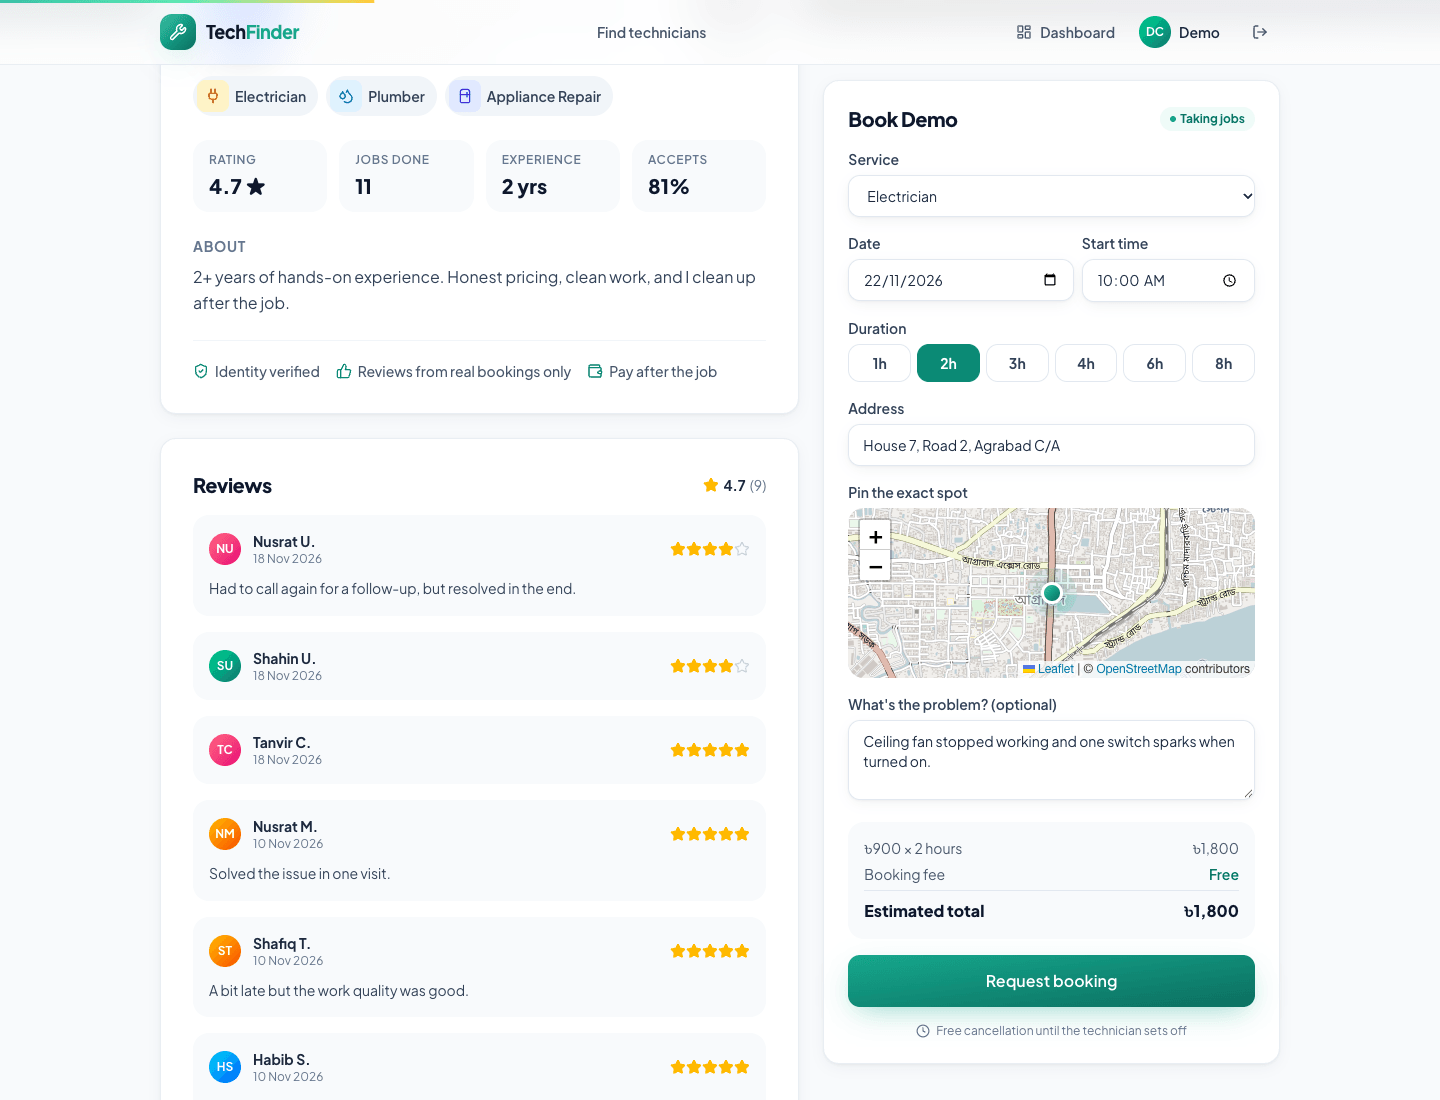 TechFinder
Find technicians
Dashboard
DC
Demo
Electrician
Plumber
Appliance Repair
RATING
4.7 ★
JOBS DONE
11
EXPERIENCE
2 yrs
ACCEPTS
81%
ABOUT
2+ years of hands-on experience. Honest pricing, clean work, and I clean up
after the job.
Identity verified
Reviews from real bookings only
Pay after the job
Reviews
4.7 (9)
NU
Nusrat U.
18 Nov 2026
Had to call again for a follow-up, but resolved in the end.
SU
Shahin U.
18 Nov 2026
TC
Tanvir C.
18 Nov 2026
NM
Nusrat M.
10 Nov 2026
Solved the issue in one visit.
ST
Shafiq T.
10 Nov 2026
A bit late but the work quality was good.
HS
Habib S.
10 Nov 2026
Book Demo
Taking jobs
Service
Electrician
Date
Start time
22/11/2026
10:00 AM
Duration
1h
2h
3h
4h
6h
8h
Address
House 7, Road 2, Agrabad C/A
Pin the exact spot
+
−
আগ্রাবাদ এক্সেস রোড
স্ট্র্যান্ড রোড
স্ট্র্যান্ড রোড
Leaflet | © OpenStreetMap contributors
What's the problem? (optional)
Ceiling fan stopped working and one switch sparks when
turned on.
৳900 × 2 hours
৳1,800
Booking fee
Free
Estimated total
৳1,800
Request booking
Free cancellation until the technician sets off